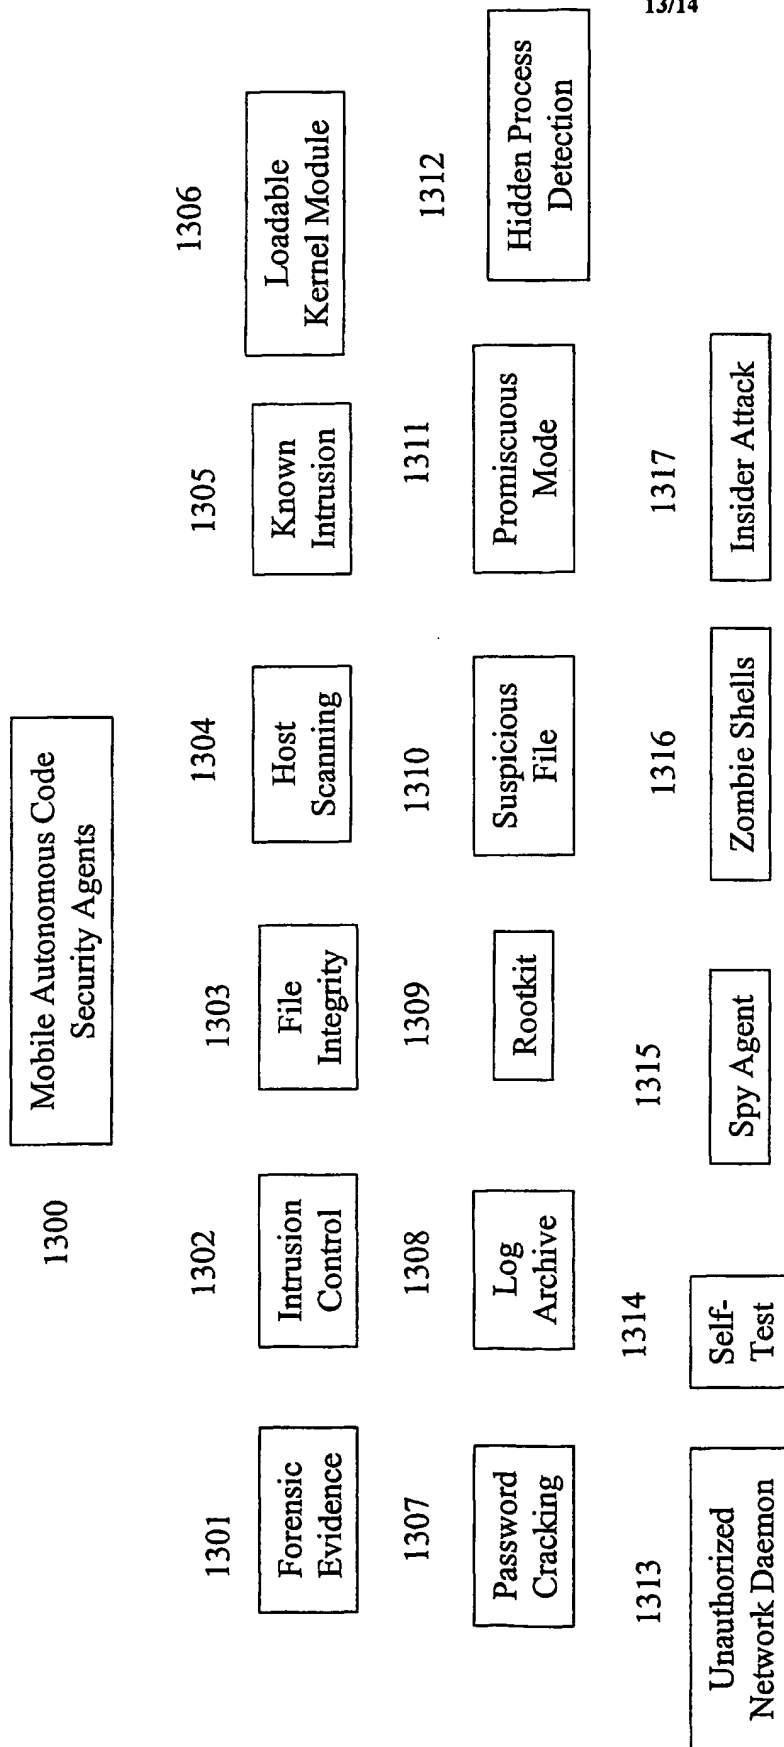 13/14
1300
Mobile Autonomous Code
Security Agents
1301
Forensic
Evidence
1302
Intrusion
Control
1303
File
Integrity
1304
Host
Scanning
1305
Known
Intrusion
1306
Loadable
Kernel Module
1307
Password
Cracking
1308
Log
Archive
1309
Rootkit
1310
Suspicious
File
1311
Promiscuous
Mode
1312
Hidden Process
Detection
1313
Unauthorized
Network Daemon
1314
Self-
Test
1315
Spy Agent
1316
Zombie Shells
1317
Insider Attack